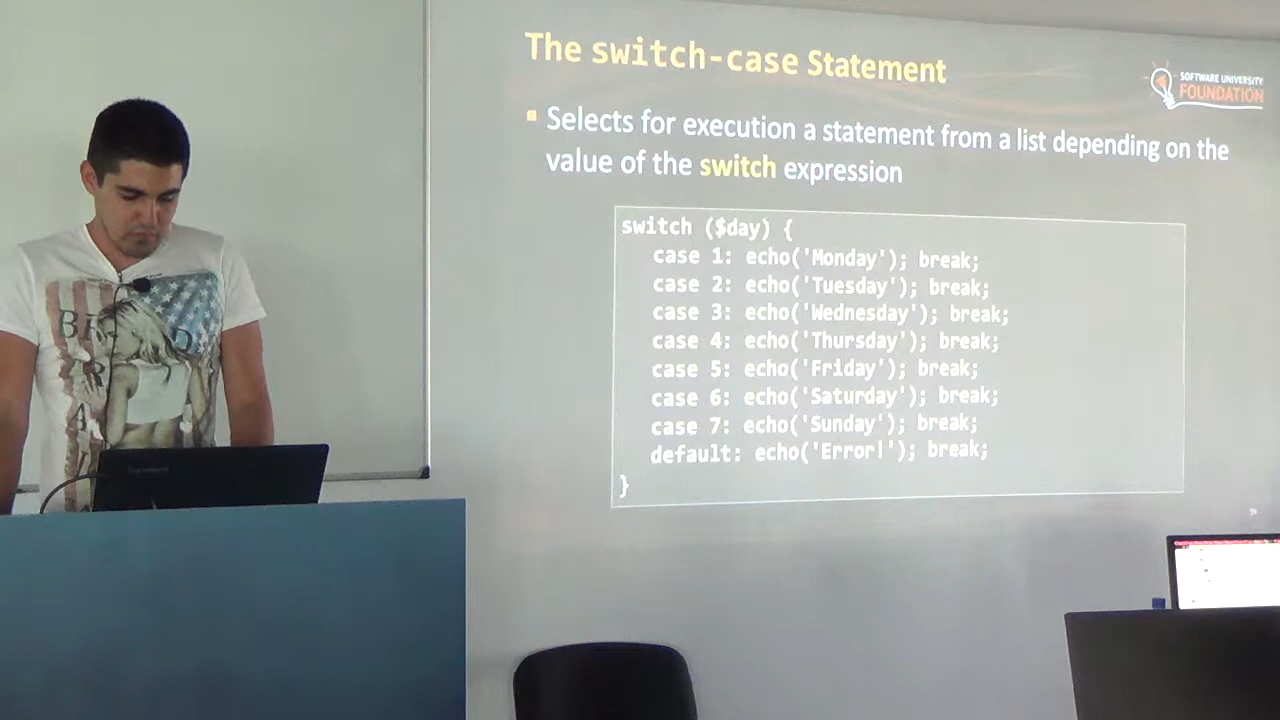 The switch-case Statement
SOFTWARE UNIVERSITY
FOUNDATION
Selects for execution a statement from a list depending on the
value of the switch expression
switch ($day) {
case 1: echo('Monday'); break;
case 2: echo('Tuesday'); break;
case 3: echo('Wednesday'); break;
case 4: echo('Thursday'); break;
case 5: echo('Friday'); break;
case 6: echo('Saturday'); break;
case 7: echo('Sunday'); break;
default: echo('Error!'); break;
}